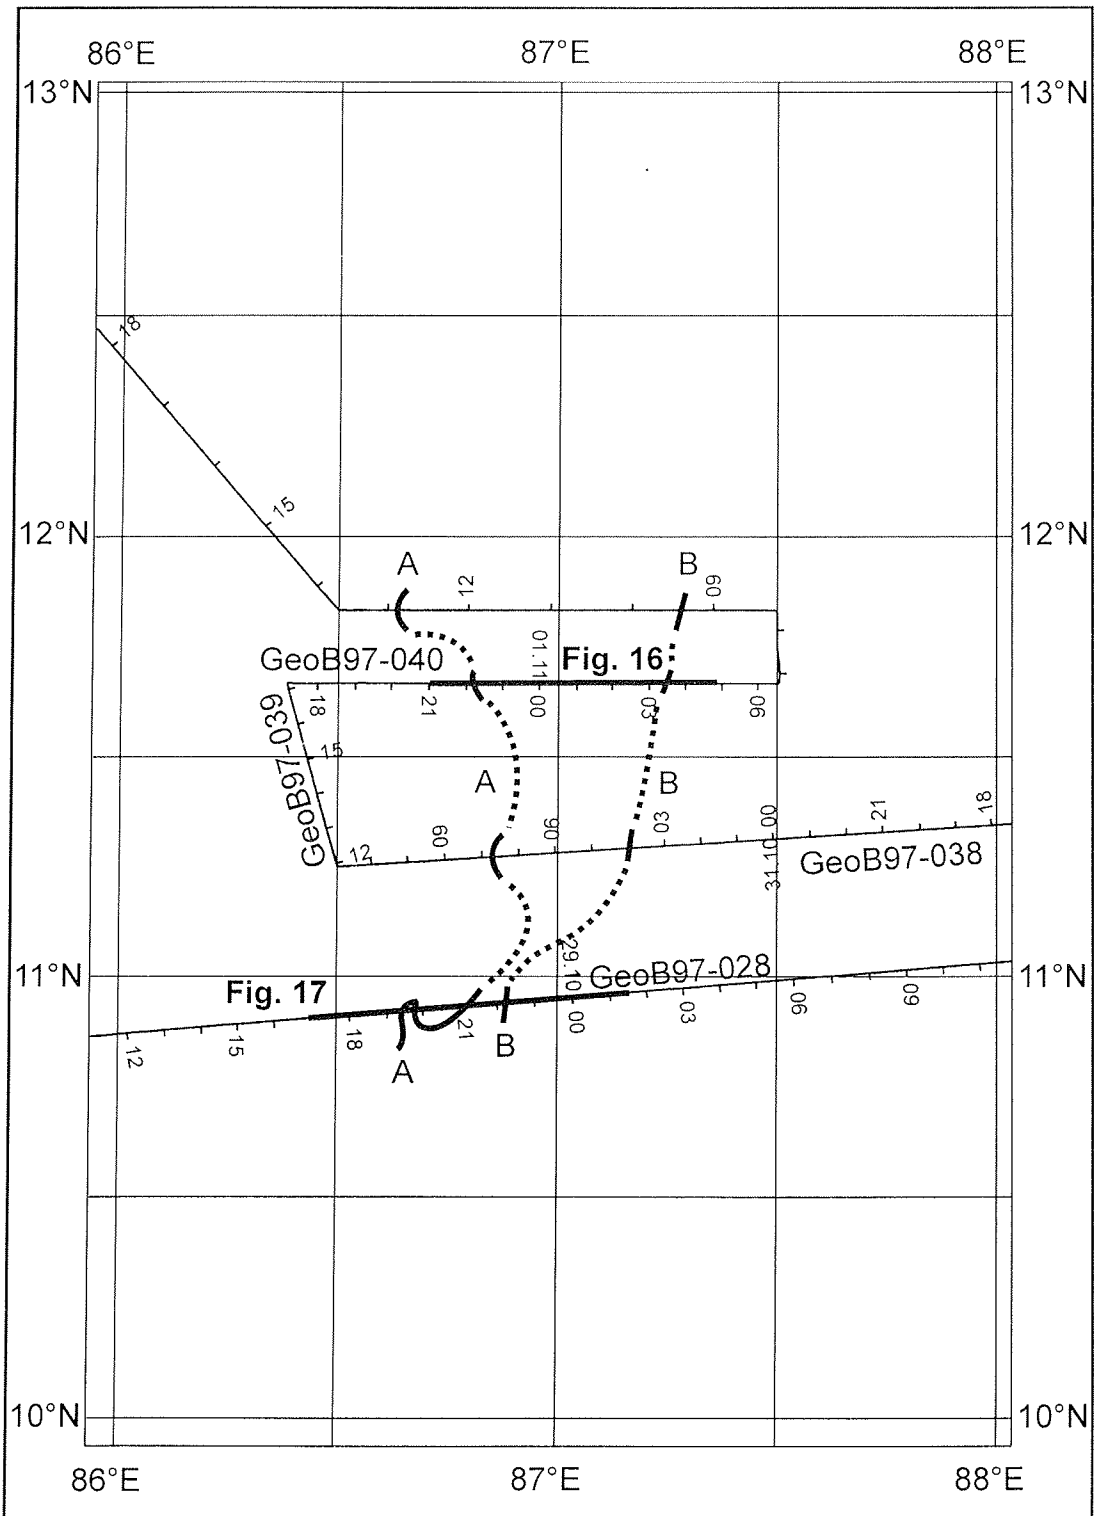 86°E 87°E 88°E
13°N 13°N
18
15
12°N 12°N
A B
12 09
01.11
GeoB97-040 Fig. 16
18 21 00 03 06
GeoB97-039
15
A B
12 09 06 03 31.10 00 21 18
GeoB97-038
11°N 11°N
29.10
GeoB97-028
Fig. 17
12 15 18 21 00 03 06 09
A B
10°N 10°N
86°E 87°E 88°E